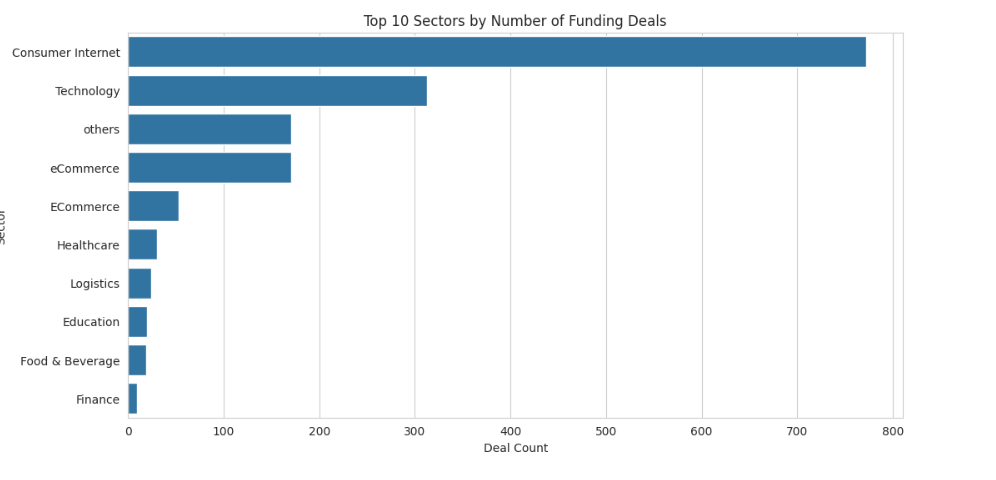 Top 10 Sectors by Number of Funding Deals
Consumer Internet
Technology
others
eCommerce
ECommerce
Healthcare
Logistics
Education
Food & Beverage
Finance
Sector
0 100 200 300 400 500 600 700 800
Deal Count